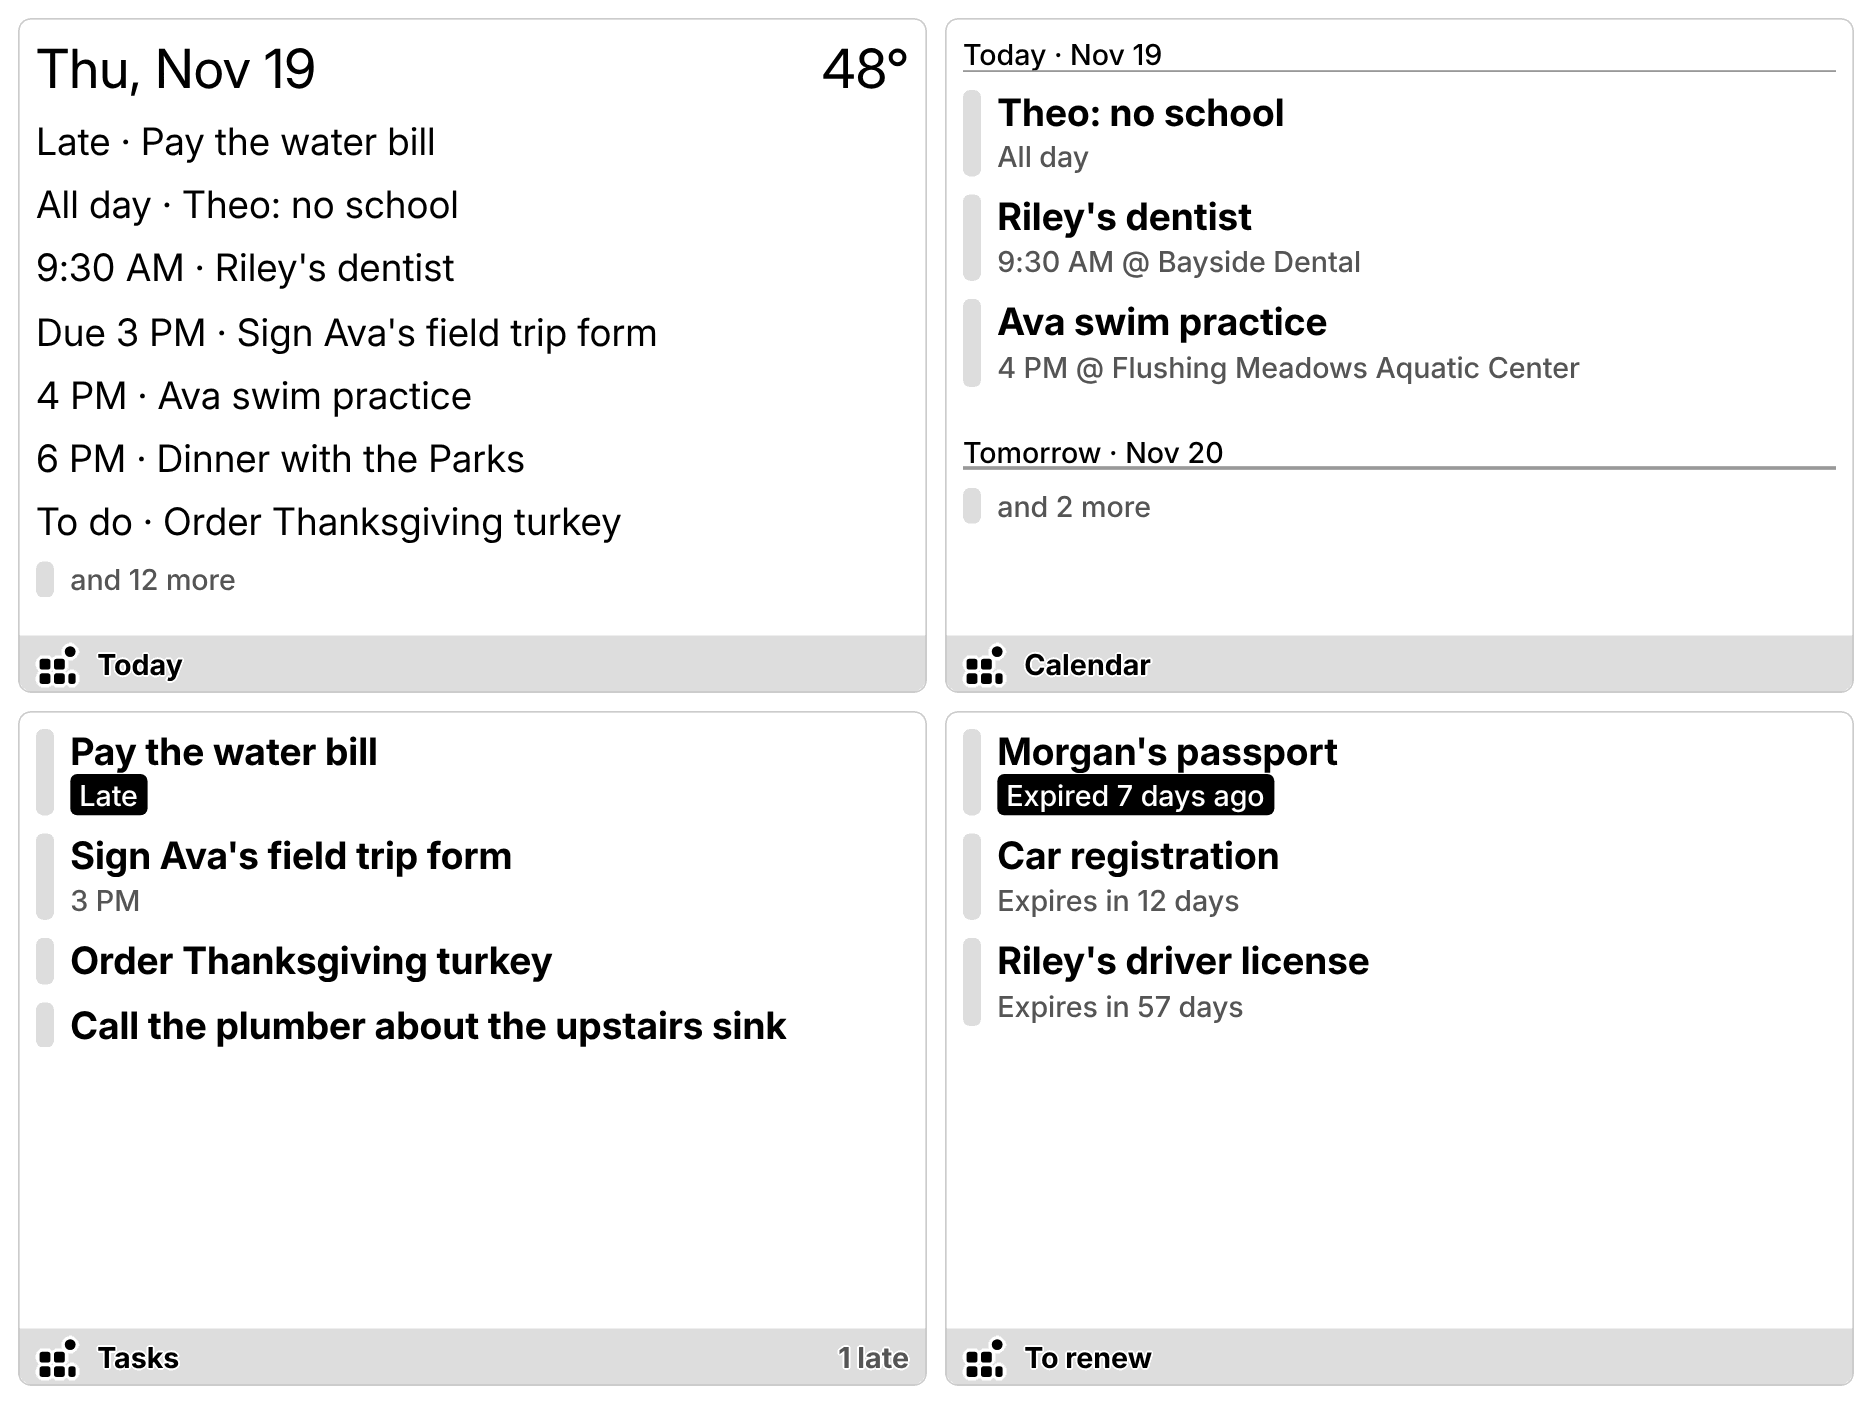 Thu, Nov 19
48°
Late · Pay the water bill
All day · Theo: no school
9:30 AM · Riley's dentist
Due 3 PM · Sign Ava's field trip form
4 PM · Ava swim practice
6 PM · Dinner with the Parks
To do · Order Thanksgiving turkey
and 12 more
Today
Today · Nov 19
Theo: no school
All day
Riley's dentist
9:30 AM @ Bayside Dental
Ava swim practice
4 PM @ Flushing Meadows Aquatic Center
Tomorrow · Nov 20
and 2 more
Calendar
Pay the water bill
Late
Sign Ava's field trip form
3 PM
Order Thanksgiving turkey
Call the plumber about the upstairs sink
Tasks
1 late
Morgan's passport
Expired 7 days ago
Car registration
Expires in 12 days
Riley's driver license
Expires in 57 days
To renew